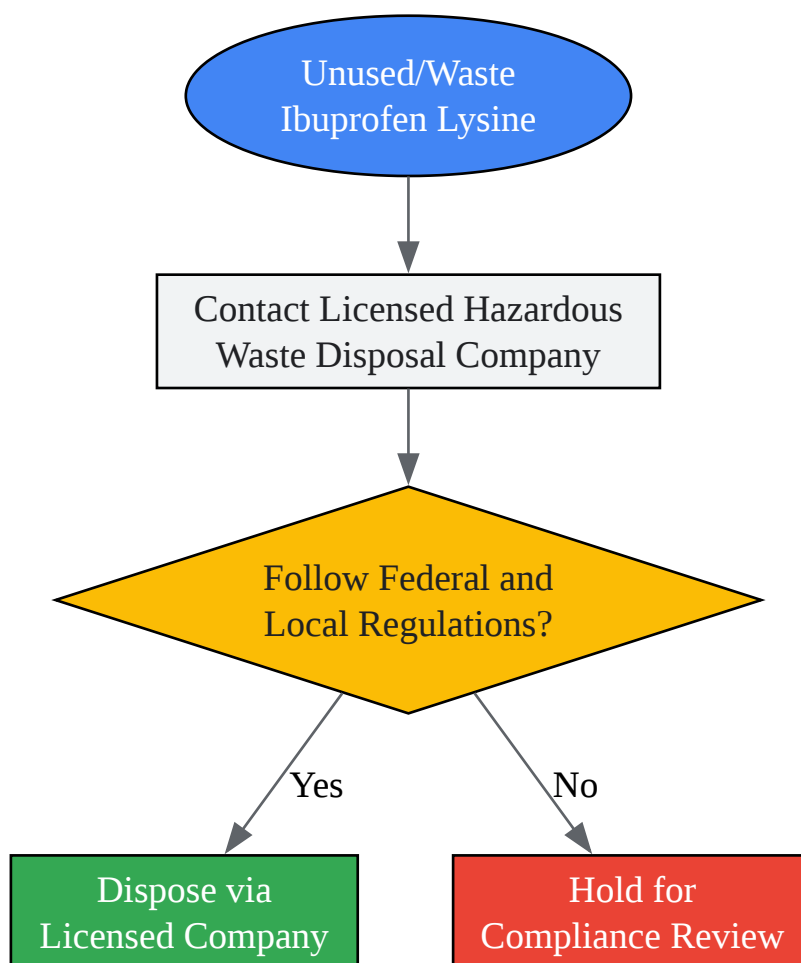 Unused/Waste
Ibuprofen Lysine
Contact Licensed Hazardous
Waste Disposal Company
Follow Federal and
Local Regulations?
Yes
No
Dispose via
Licensed Company
Hold for
Compliance Review